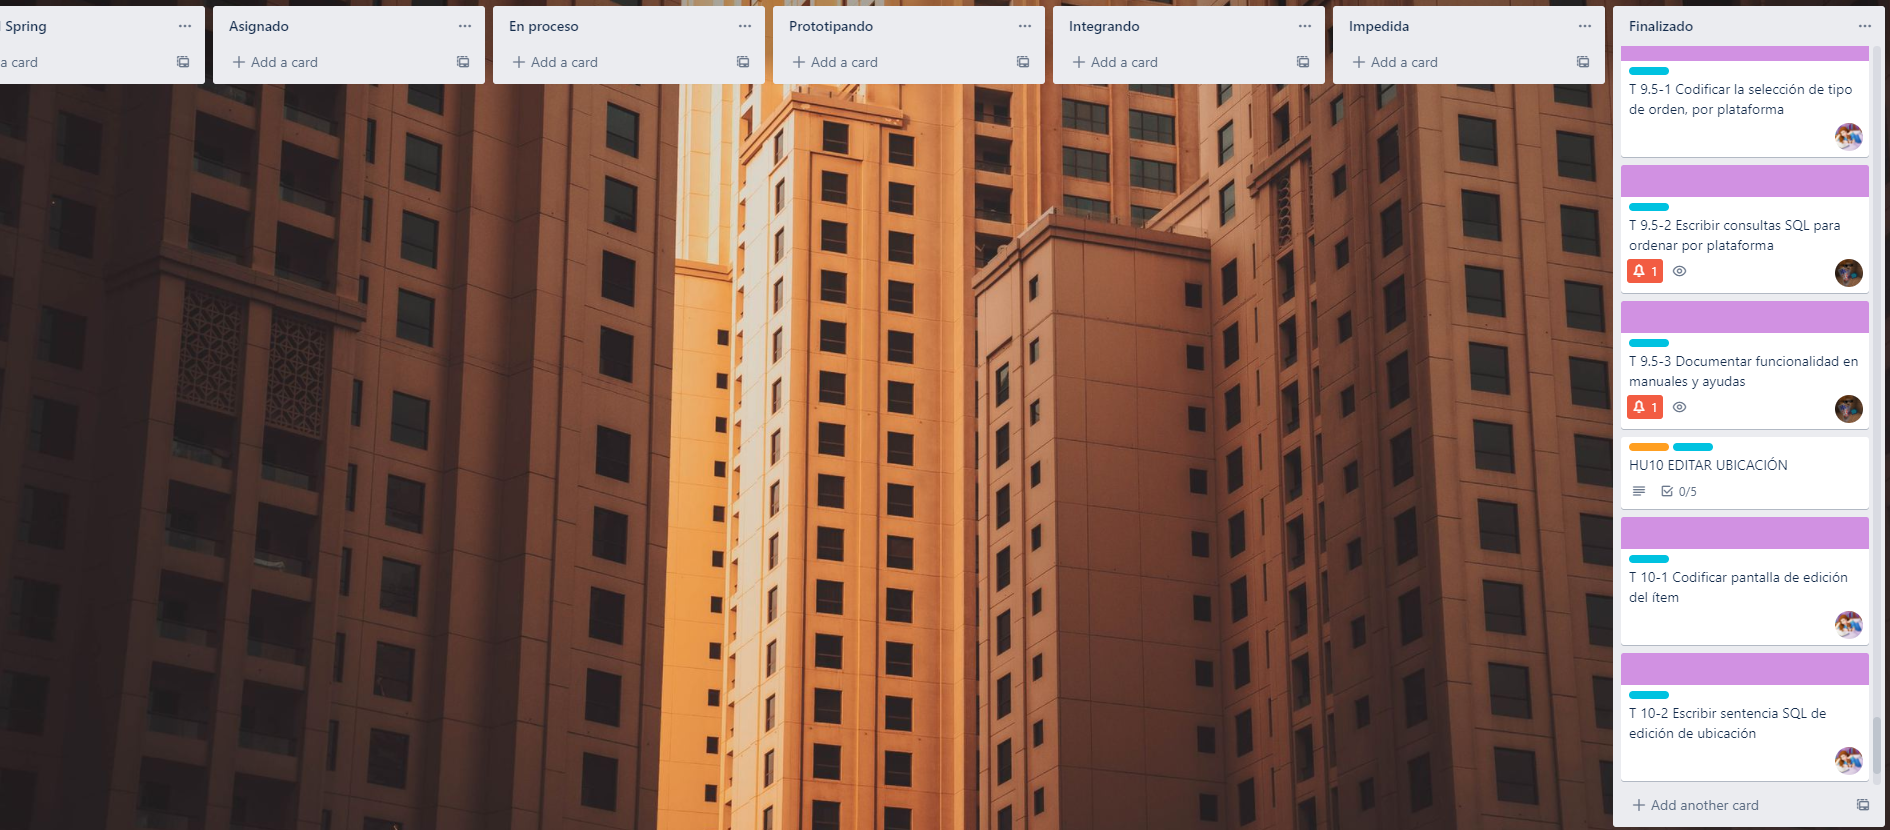 Spring
a card
Asignado
Add a card
En proceso
Add a card
Prototipando
Add a card
Integrando
Add a card
Impedida
Add a card
Finalizado
T 9.5-1 Codificar la selección de tipo
de orden, por plataforma
T 9.5-2 Escribir consultas SQL para
ordenar por plataforma
1
T 9.5-3 Documentar funcionalidad en
manuales y ayudas
1
HU10 EDITAR UBICACIÓN
0/5
T 10-1 Codificar pantalla de edición
del ítem
T 10-2 Escribir sentencia SQL de
edición de ubicación
Add another card